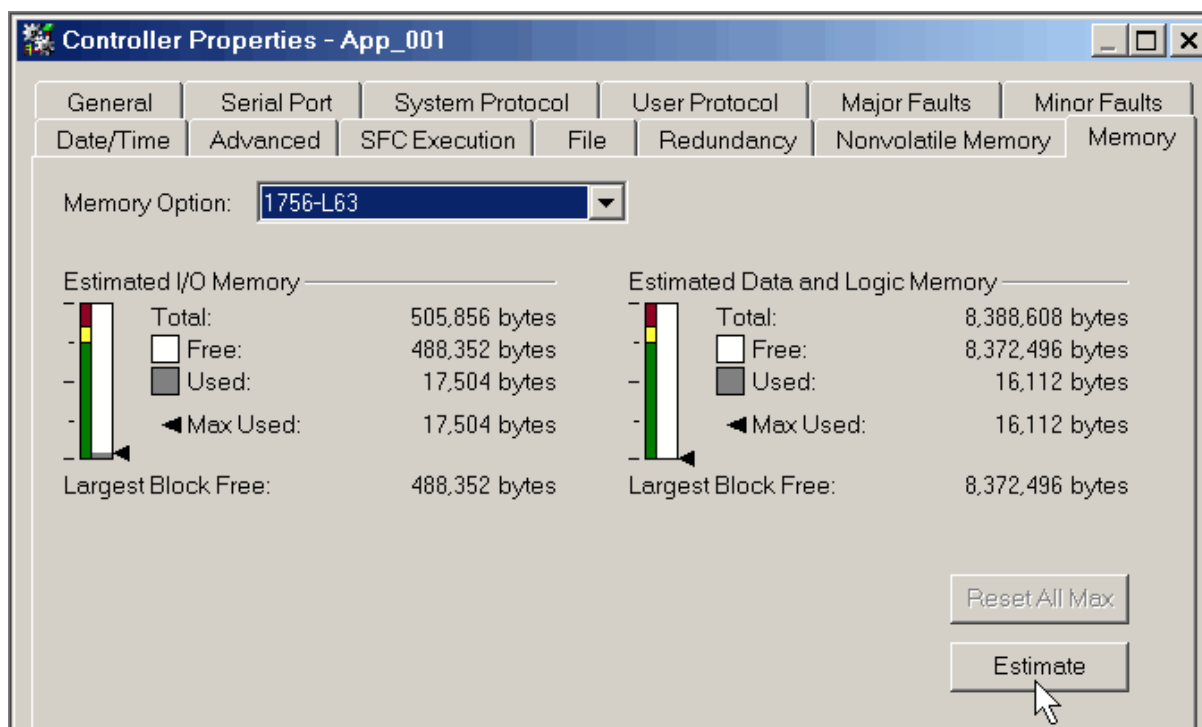 Controller Properties - App_001
General Serial Port System Protocol User Protocol Major Faults Minor Faults
Date/Time Advanced SFC Execution File Redundancy Nonvolatile Memory Memory
Memory Option: 1756-L63
Estimated I/O Memory
Total: 505,856 bytes
Free: 488,352 bytes
Used: 17,504 bytes
Max Used: 17,504 bytes
Largest Block Free: 488,352 bytes
Estimated Data and Logic Memory
Total: 8,388,608 bytes
Free: 8,372,496 bytes
Used: 16,112 bytes
Max Used: 16,112 bytes
Largest Block Free: 8,372,496 bytes
Reset All Max
Estimate